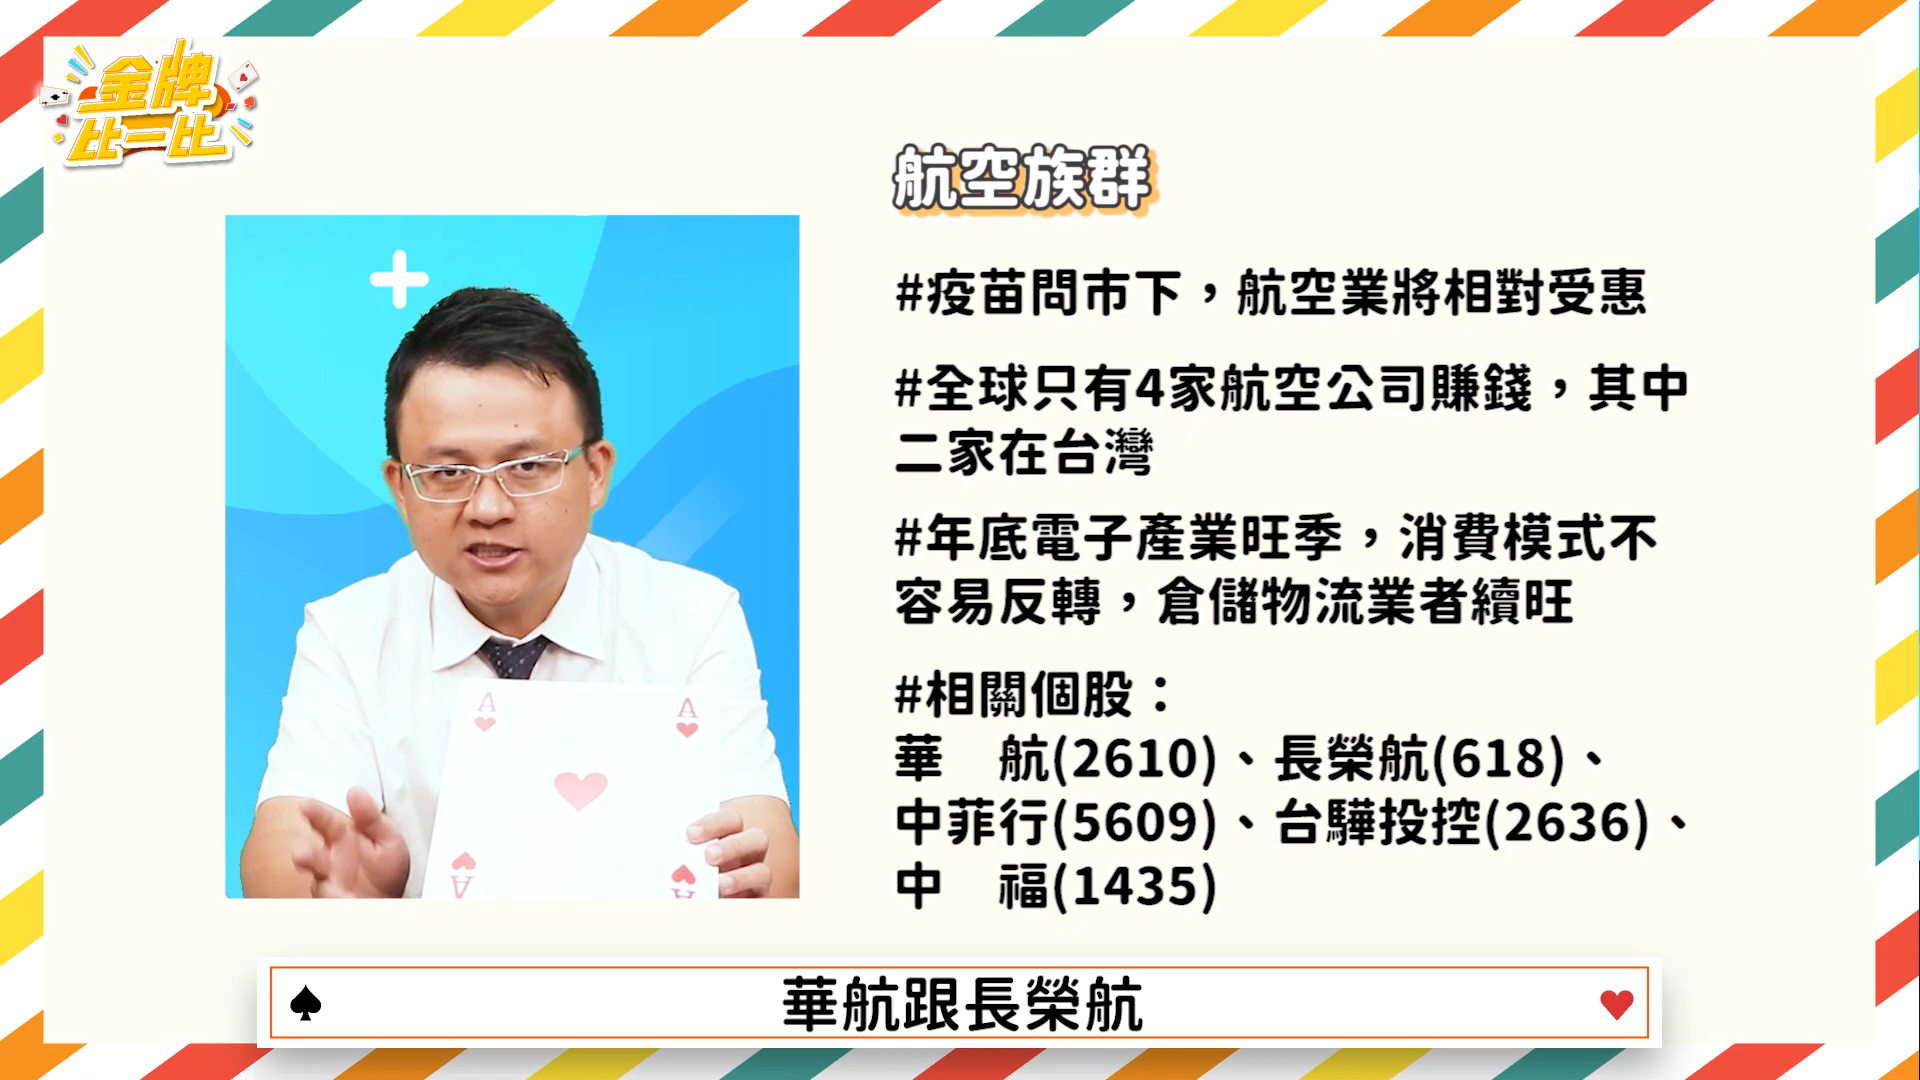 金牌
比一比
航空族群
#疫苗問市下，航空業將相對受惠
#全球只有4家航空公司賺錢，其中
二家在台灣
#年底電子產業旺季，消費模式不
容易反轉，倉儲物流業者續旺
#相關個股：
華　航(2610)、長榮航(618)、
中菲行(5609)、台驊投控(2636)、
中　福(1435)
A
A
A
A
華航跟長榮航